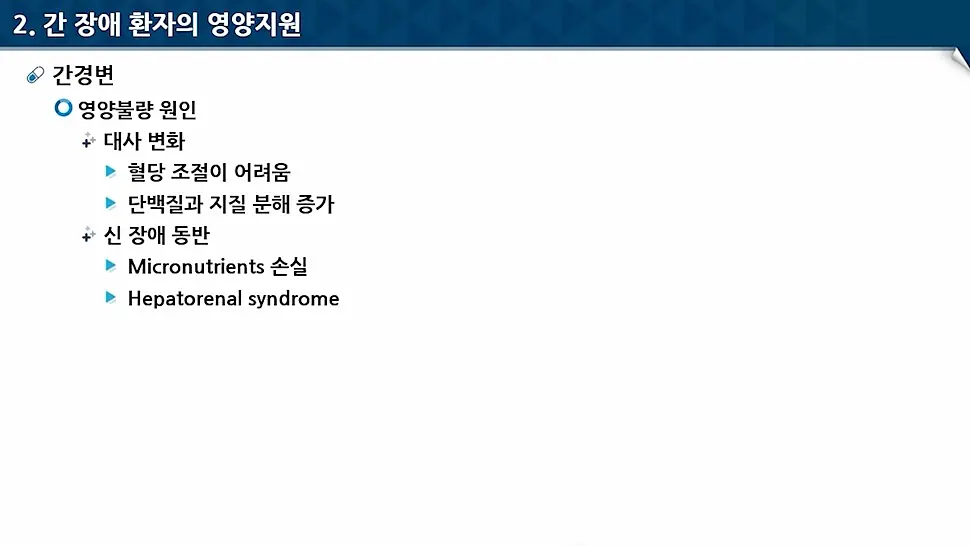 2. 간 장애 환자의 영양지원
간경변
영양불량 원인
대사 변화
혈당 조절이 어려움
단백질과 지질 분해 증가
신 장애 동반
Micronutrients 손실
Hepatorenal syndrome